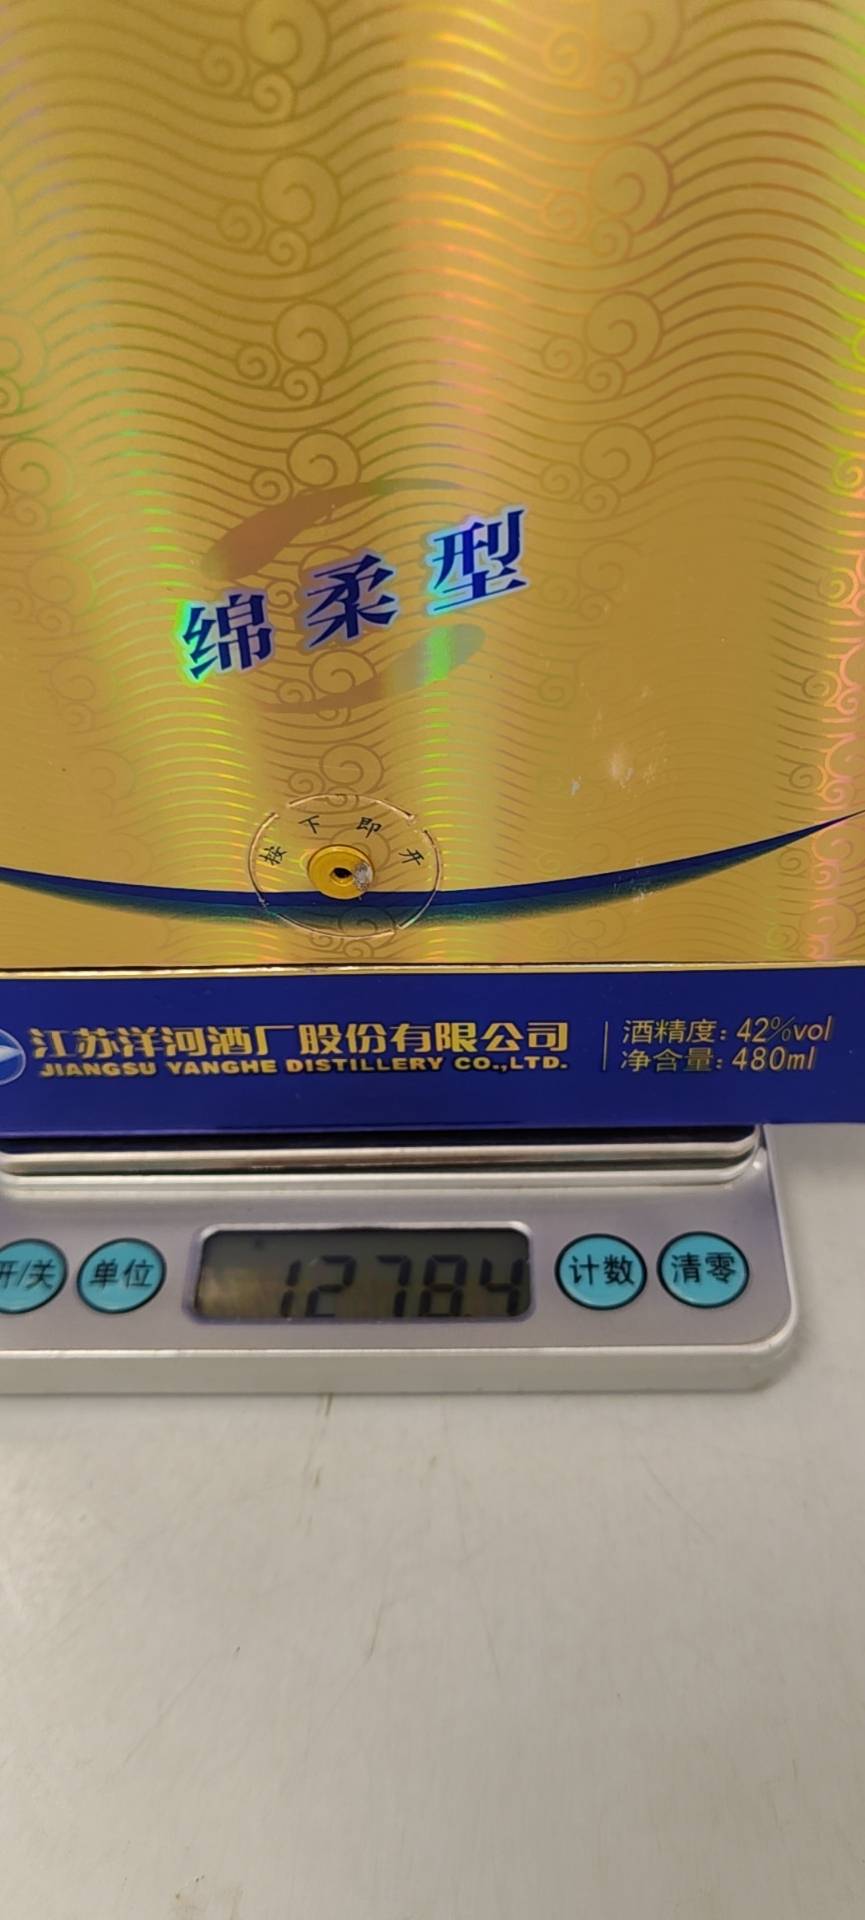 绵柔型
按下即开
江苏洋河酒厂股份有限公司
JIANGSU YANGHE DISTILLERY CO.,LTD.
酒精度：42%vol
净含量：480ml
开/关
单位
1278.4
计数
清零